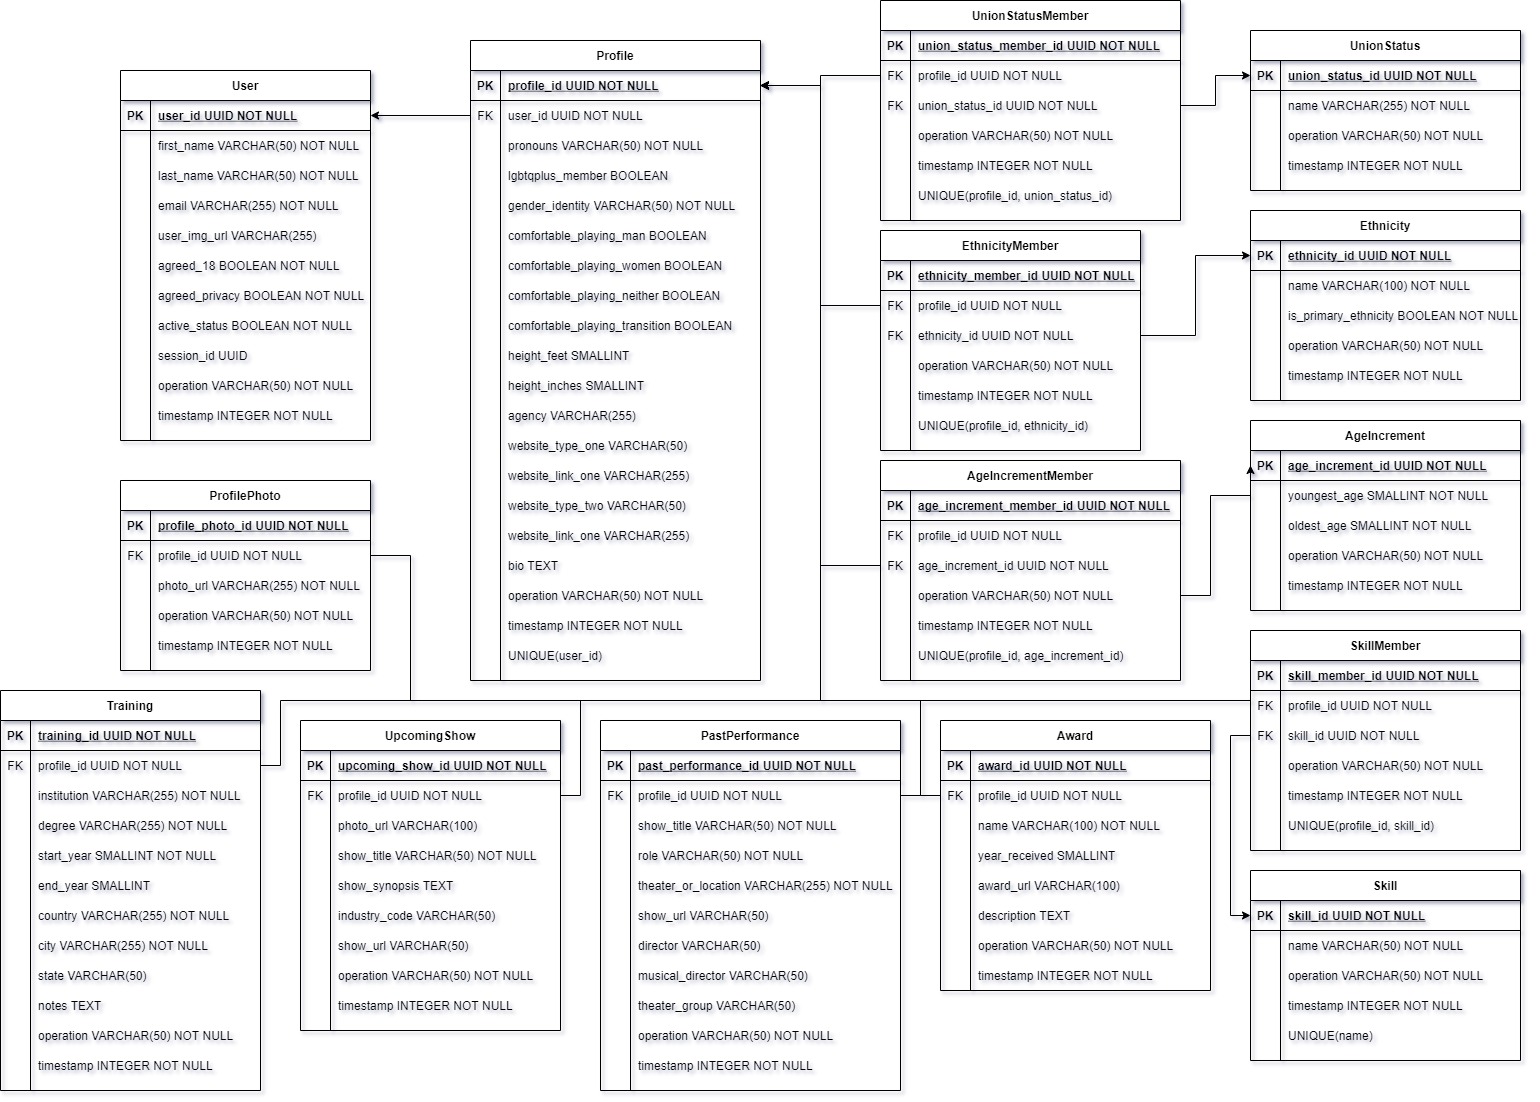 User
PK user_id UUID NOT NULL
first_name VARCHAR(50) NOT NULL
last_name VARCHAR(50) NOT NULL
email VARCHAR(255) NOT NULL
user_img_url VARCHAR(255)
agreed_18 BOOLEAN NOT NULL
agreed_privacy BOOLEAN NOT NULL
active_status BOOLEAN NOT NULL
session_id UUID
operation VARCHAR(50) NOT NULL
timestamp INTEGER NOT NULL
Profile
PK profile_id UUID NOT NULL
FK user_id UUID NOT NULL
pronouns VARCHAR(50) NOT NULL
lgbtqplus_member BOOLEAN
gender_identity VARCHAR(50) NOT NULL
comfortable_playing_man BOOLEAN
comfortable_playing_women BOOLEAN
comfortable_playing_neither BOOLEAN
comfortable_playing_transition BOOLEAN
height_feet SMALLINT
height_inches SMALLINT
agency VARCHAR(255)
website_type_one VARCHAR(50)
website_link_one VARCHAR(255)
website_type_two VARCHAR(50)
website_link_one VARCHAR(255)
bio TEXT
operation VARCHAR(50) NOT NULL
timestamp INTEGER NOT NULL
UNIQUE(user_id)
UnionStatusMember
PK union_status_member_id UUID NOT NULL
FK profile_id UUID NOT NULL
FK union_status_id UUID NOT NULL
operation VARCHAR(50) NOT NULL
timestamp INTEGER NOT NULL
UNIQUE(profile_id, union_status_id)
UnionStatus
PK union_status_id UUID NOT NULL
name VARCHAR(255) NOT NULL
operation VARCHAR(50) NOT NULL
timestamp INTEGER NOT NULL
EthnicityMember
PK ethnicity_member_id UUID NOT NULL
FK profile_id UUID NOT NULL
FK ethnicity_id UUID NOT NULL
operation VARCHAR(50) NOT NULL
timestamp INTEGER NOT NULL
UNIQUE(profile_id, ethnicity_id)
Ethnicity
PK ethnicity_id UUID NOT NULL
name VARCHAR(100) NOT NULL
is_primary_ethnicity BOOLEAN NOT NULL
operation VARCHAR(50) NOT NULL
timestamp INTEGER NOT NULL
AgeIncrementMember
PK age_increment_member_id UUID NOT NULL
FK profile_id UUID NOT NULL
FK age_increment_id UUID NOT NULL
operation VARCHAR(50) NOT NULL
timestamp INTEGER NOT NULL
UNIQUE(profile_id, age_increment_id)
AgeIncrement
PK age_increment_id UUID NOT NULL
youngest_age SMALLINT NOT NULL
oldest_age SMALLINT NOT NULL
operation VARCHAR(50) NOT NULL
timestamp INTEGER NOT NULL
ProfilePhoto
PK profile_photo_id UUID NOT NULL
FK profile_id UUID NOT NULL
photo_url VARCHAR(255) NOT NULL
operation VARCHAR(50) NOT NULL
timestamp INTEGER NOT NULL
Training
PK training_id UUID NOT NULL
FK profile_id UUID NOT NULL
institution VARCHAR(255) NOT NULL
degree VARCHAR(255) NOT NULL
start_year SMALLINT NOT NULL
end_year SMALLINT
country VARCHAR(255) NOT NULL
city VARCHAR(255) NOT NULL
state VARCHAR(50)
notes TEXT
operation VARCHAR(50) NOT NULL
timestamp INTEGER NOT NULL
UpcomingShow
PK upcoming_show_id UUID NOT NULL
FK profile_id UUID NOT NULL
photo_url VARCHAR(100)
show_title VARCHAR(50) NOT NULL
show_synopsis TEXT
industry_code VARCHAR(50)
show_url VARCHAR(50)
operation VARCHAR(50) NOT NULL
timestamp INTEGER NOT NULL
PastPerformance
PK past_performance_id UUID NOT NULL
FK profile_id UUID NOT NULL
show_title VARCHAR(50) NOT NULL
role VARCHAR(50) NOT NULL
theater_or_location VARCHAR(255) NOT NULL
show_url VARCHAR(50)
director VARCHAR(50)
musical_director VARCHAR(50)
theater_group VARCHAR(50)
operation VARCHAR(50) NOT NULL
timestamp INTEGER NOT NULL
Award
PK award_id UUID NOT NULL
FK profile_id UUID NOT NULL
name VARCHAR(100) NOT NULL
year_received SMALLINT
award_url VARCHAR(100)
description TEXT
operation VARCHAR(50) NOT NULL
timestamp INTEGER NOT NULL
SkillMember
PK skill_member_id UUID NOT NULL
FK profile_id UUID NOT NULL
FK skill_id UUID NOT NULL
operation VARCHAR(50) NOT NULL
timestamp INTEGER NOT NULL
UNIQUE(profile_id, skill_id)
Skill
PK skill_id UUID NOT NULL
name VARCHAR(50) NOT NULL
operation VARCHAR(50) NOT NULL
timestamp INTEGER NOT NULL
UNIQUE(name)